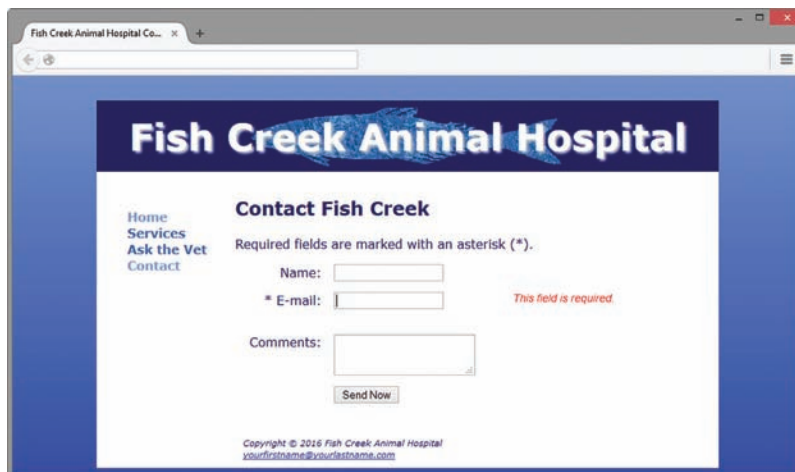 Fish Creek Animal Hospital Co...
Fish Creek Animal Hospital
Home
Services
Ask the Vet
Contact
Contact Fish Creek
Required fields are marked with an asterisk (*).
Name:
* E-mail:
This field is required.
Comments:
Send Now
Copyright © 2016 Fish Creek Animal Hospital
yourfirstname@yourlastname.com